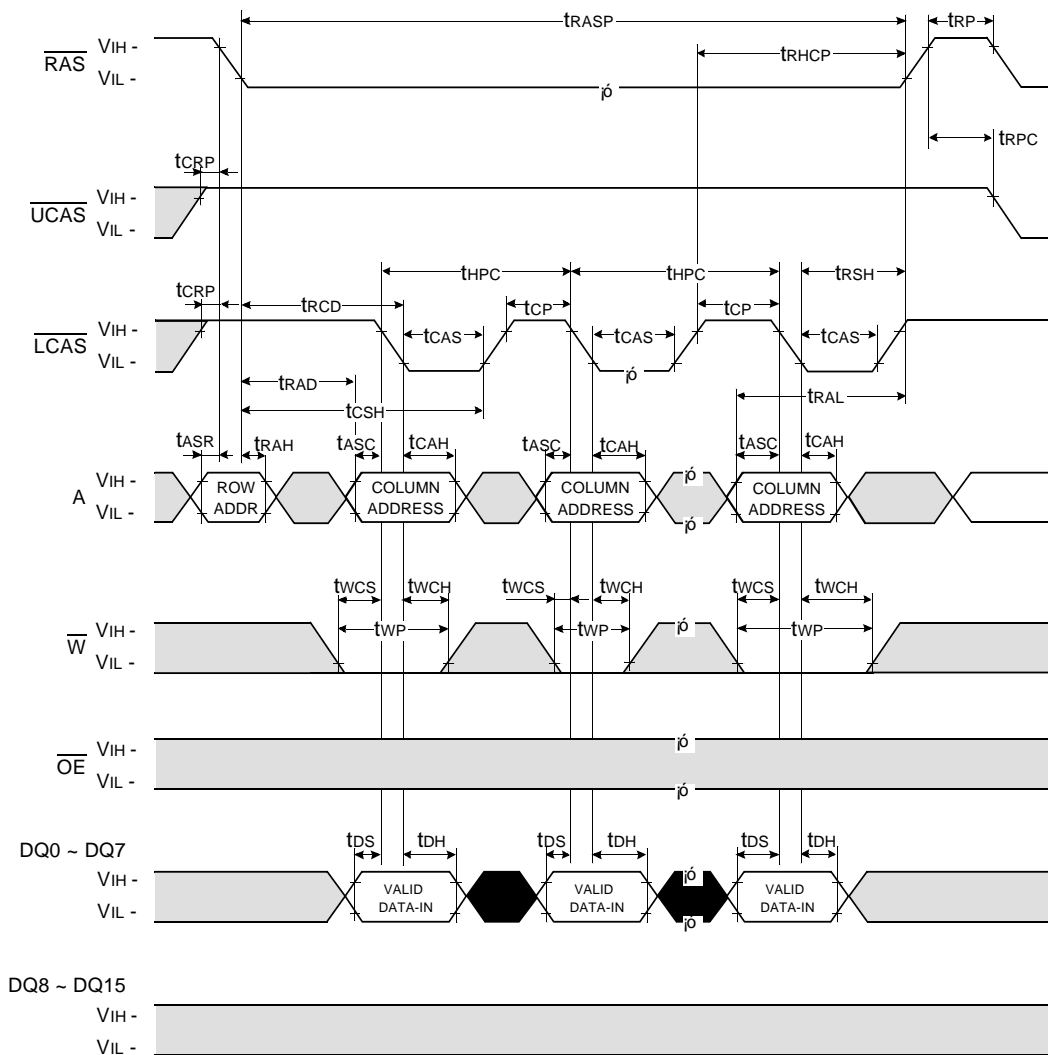 tRASP
tRP
RAS
VIH -
VIL -
tRHCP
¡ó
tRPC
tCRP
UCAS
VIH -
VIL -
tHPC
tHPC
tRSH
tCRP
tRCD
tCP
tCP
LCAS
VIH -
VIL -
tCAS
tCAS
tCAS
¡ó
tRAD
tCSH
tRAL
tASR
tRAH
tASC
tCAH
tASC
tCAH
tASC
tCAH
A
VIH -
VIL -
ROW
ADDR
COLUMN
ADDRESS
COLUMN
ADDRESS
¡ó
¡ó
COLUMN
ADDRESS
tWCS
tWCH
tWCS
tWCH
tWCS
tWCH
W
VIH -
VIL -
tWP
tWP
¡ó
tWP
OE
VIH -
VIL -
¡ó
¡ó
DQ0 ~ DQ7
tDS
tDH
tDS
tDH
tDS
tDH
VIH -
VIL -
VALID
DATA-IN
VALID
DATA-IN
¡ó
¡ó
VALID
DATA-IN
DQ8 ~ DQ15
VIH -
VIL -